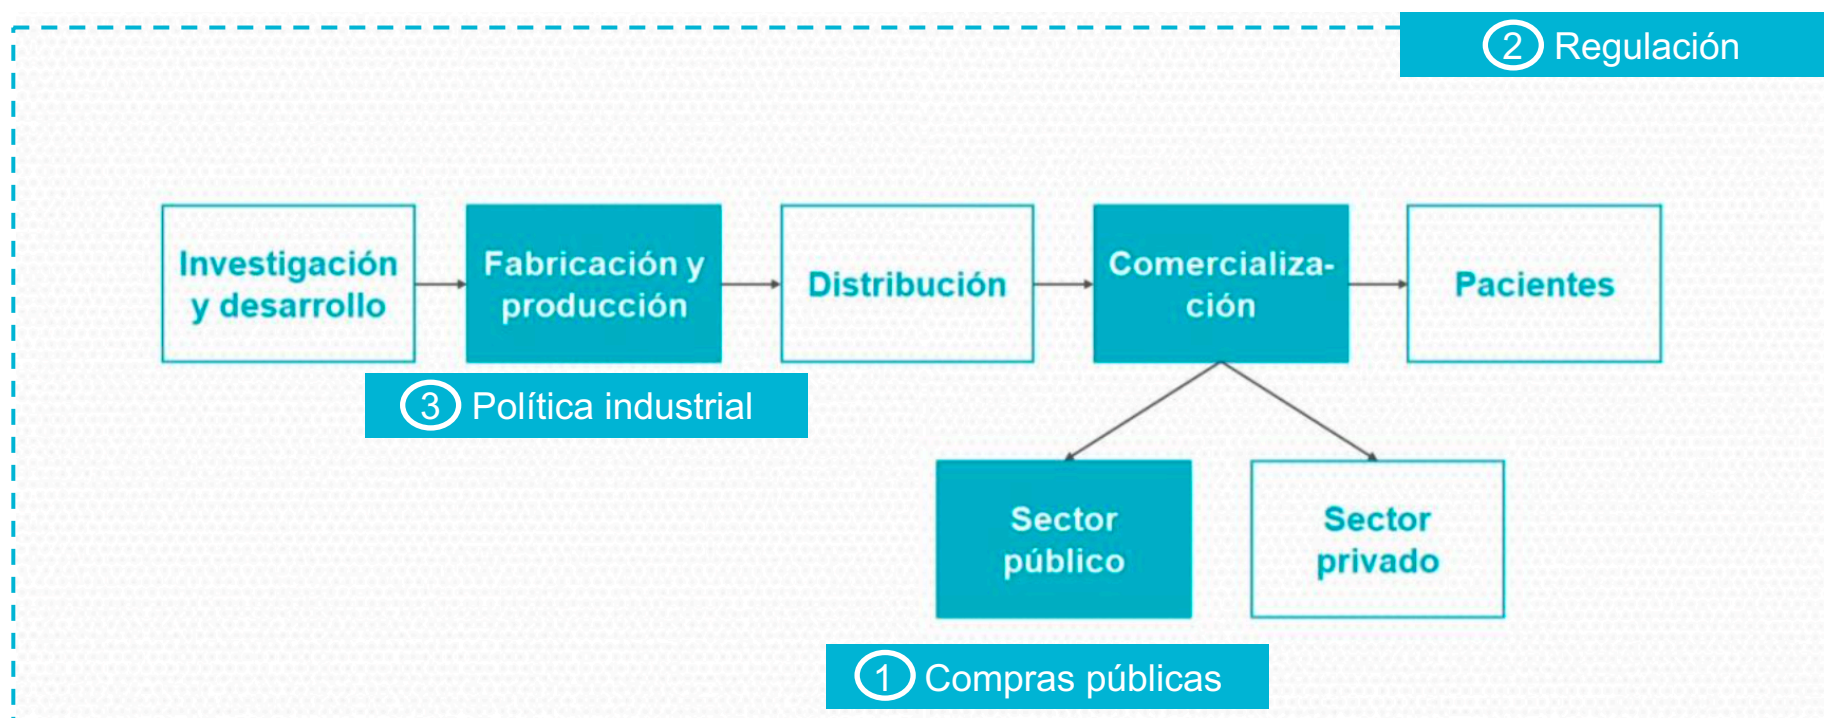 2 Regulación
Investigación
y desarrollo
Fabricación y
producción
Distribución
Comercializa-
ción
Pacientes
3 Política industrial
Sector
público
Sector
privado
1 Compras públicas